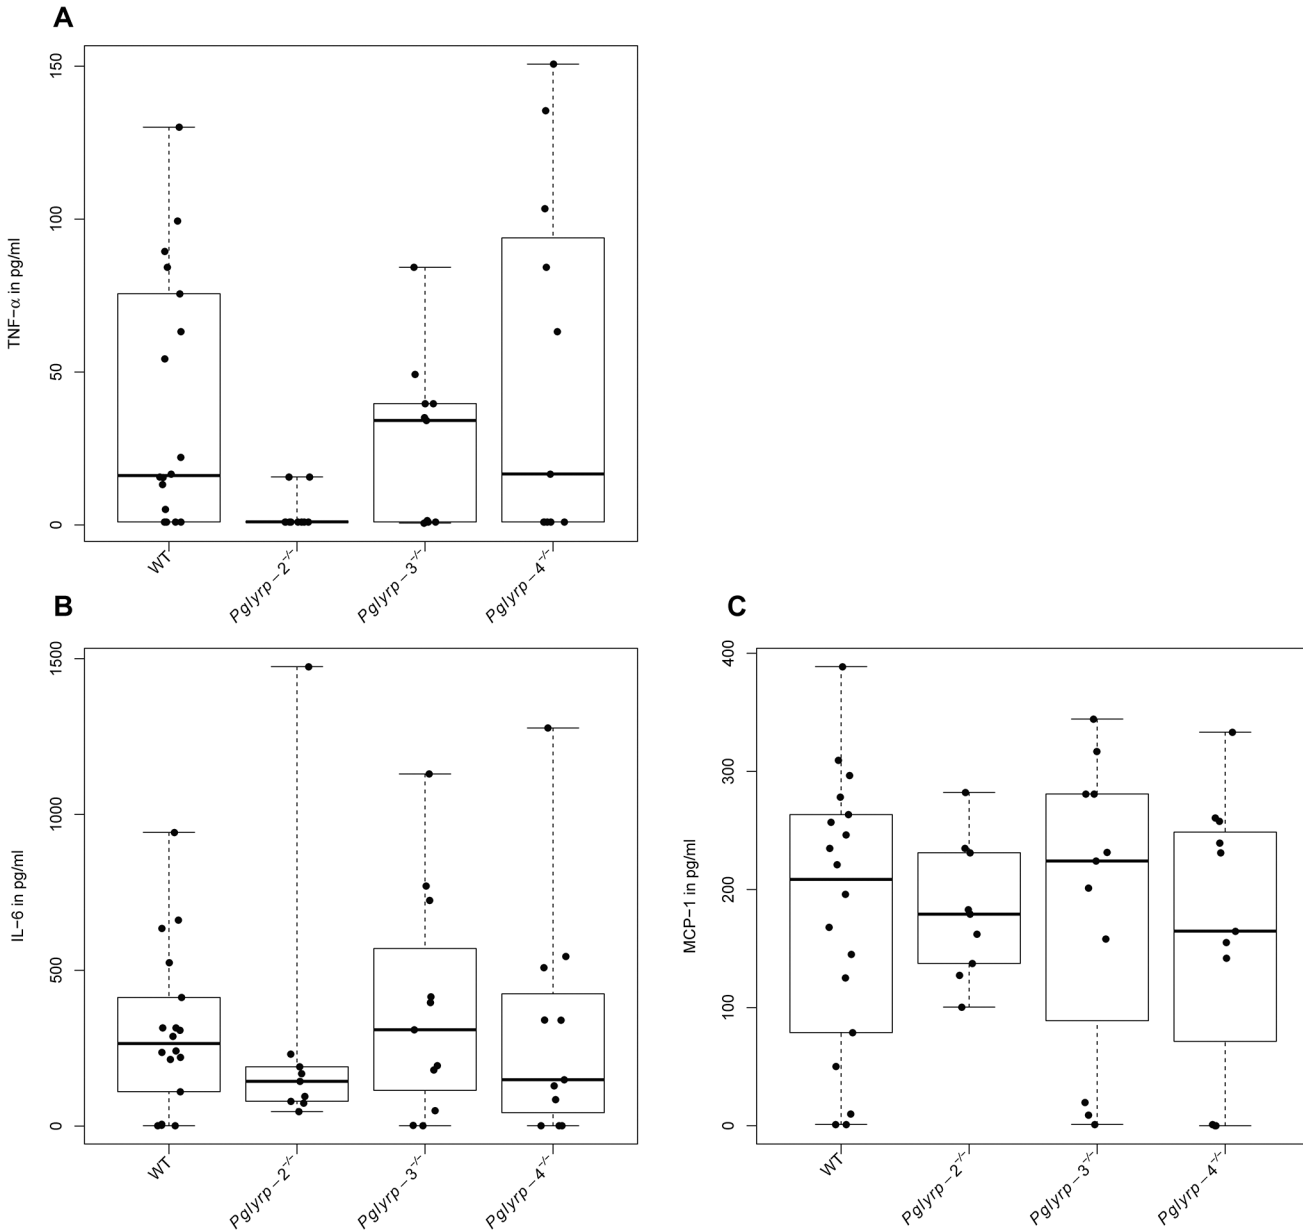 A
TNF−α in pg/ml
150
100
50
0
WT
Pglyrp−2−/−
Pglyrp−3−/−
Pglyrp−4−/−
B
IL−6 in pg/ml
1500
1000
500
0
WT
Pglyrp−2−/−
Pglyrp−3−/−
Pglyrp−4−/−
C
MCP−1 in pg/ml
400
300
200
100
0
WT
Pglyrp−2−/−
Pglyrp−3−/−
Pglyrp−4−/−